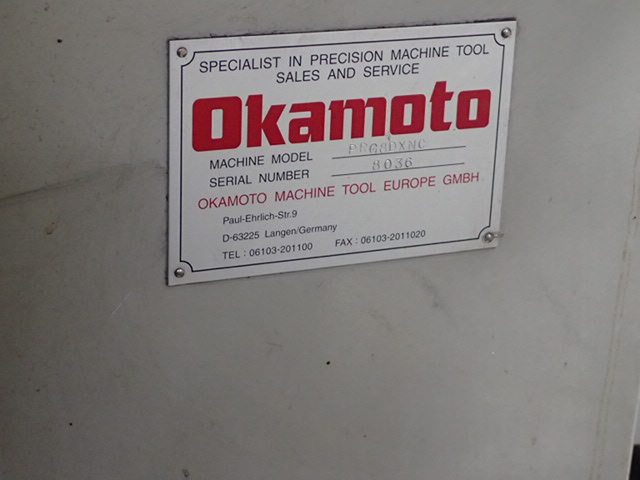 SPECIALIST IN PRECISION MACHINE TOOL
SALES AND SERVICE
Okamoto
MACHINE MODEL PFG8DXNC
SERIAL NUMBER 8036
OKAMOTO MACHINE TOOL EUROPE GMBH
Paul-Ehrlich-Str.9
D-63225 Langen/Germany
TEL : 06103-201100 FAX : 06103-2011020